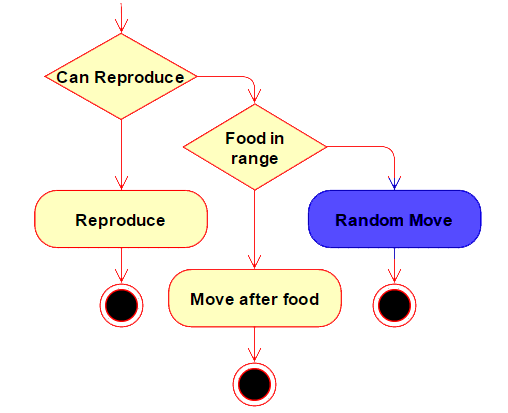 Can Reproduce
Food in
range
Reproduce
Random Move
Move after food